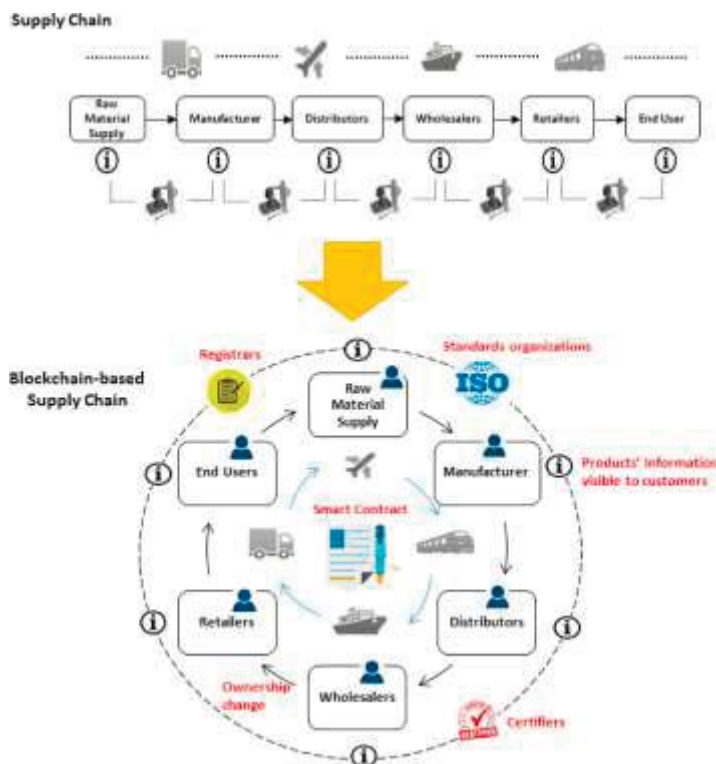 Supply Chain
Raw
Material
Supply
Manufacturer
Distributors
Wholesalers
Retailers
End User
i
i
i
i
i
i
Blockchain-based
Supply Chain
Registrars
i
Standards organizations
ISO
Raw
Material
Supply
i
End Users
Manufacturer
i
Products' Information
visible to customers
Smart Contract
i
Retailers
Distributors
i
Ownership
change
Wholesalers
Certifiers
i